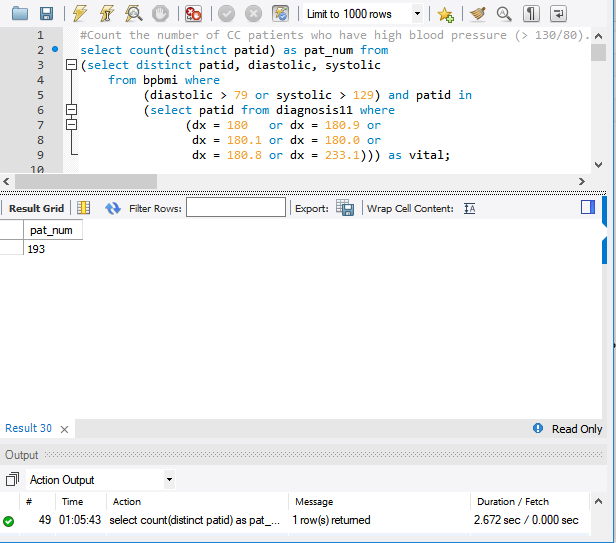 Limit to 1000 rows
1 #Count the number of CC patients who have high blood pressure (> 130/80).
2 select count(distinct patid) as pat_num from
3 (select distinct patid, diastolic, systolic
4 from bpbmi where
5 (diastolic > 79 or systolic > 129) and patid in
6 (select patid from diagnosis11 where
7 (dx = 180 or dx = 180.9 or
8 dx = 180.1 or dx = 180.0 or
9 dx = 180.8 or dx = 233.1))) as vital;
10
Result Grid Filter Rows: Export: Wrap Cell Content: IA
pat_num
193
Result 30 × Read Only
Output
Action Output
# Time Action Message Duration / Fetch
49 01:05:43 select count(distinct patid) as pat_... 1 row(s) returned 2.672 sec / 0.000 sec